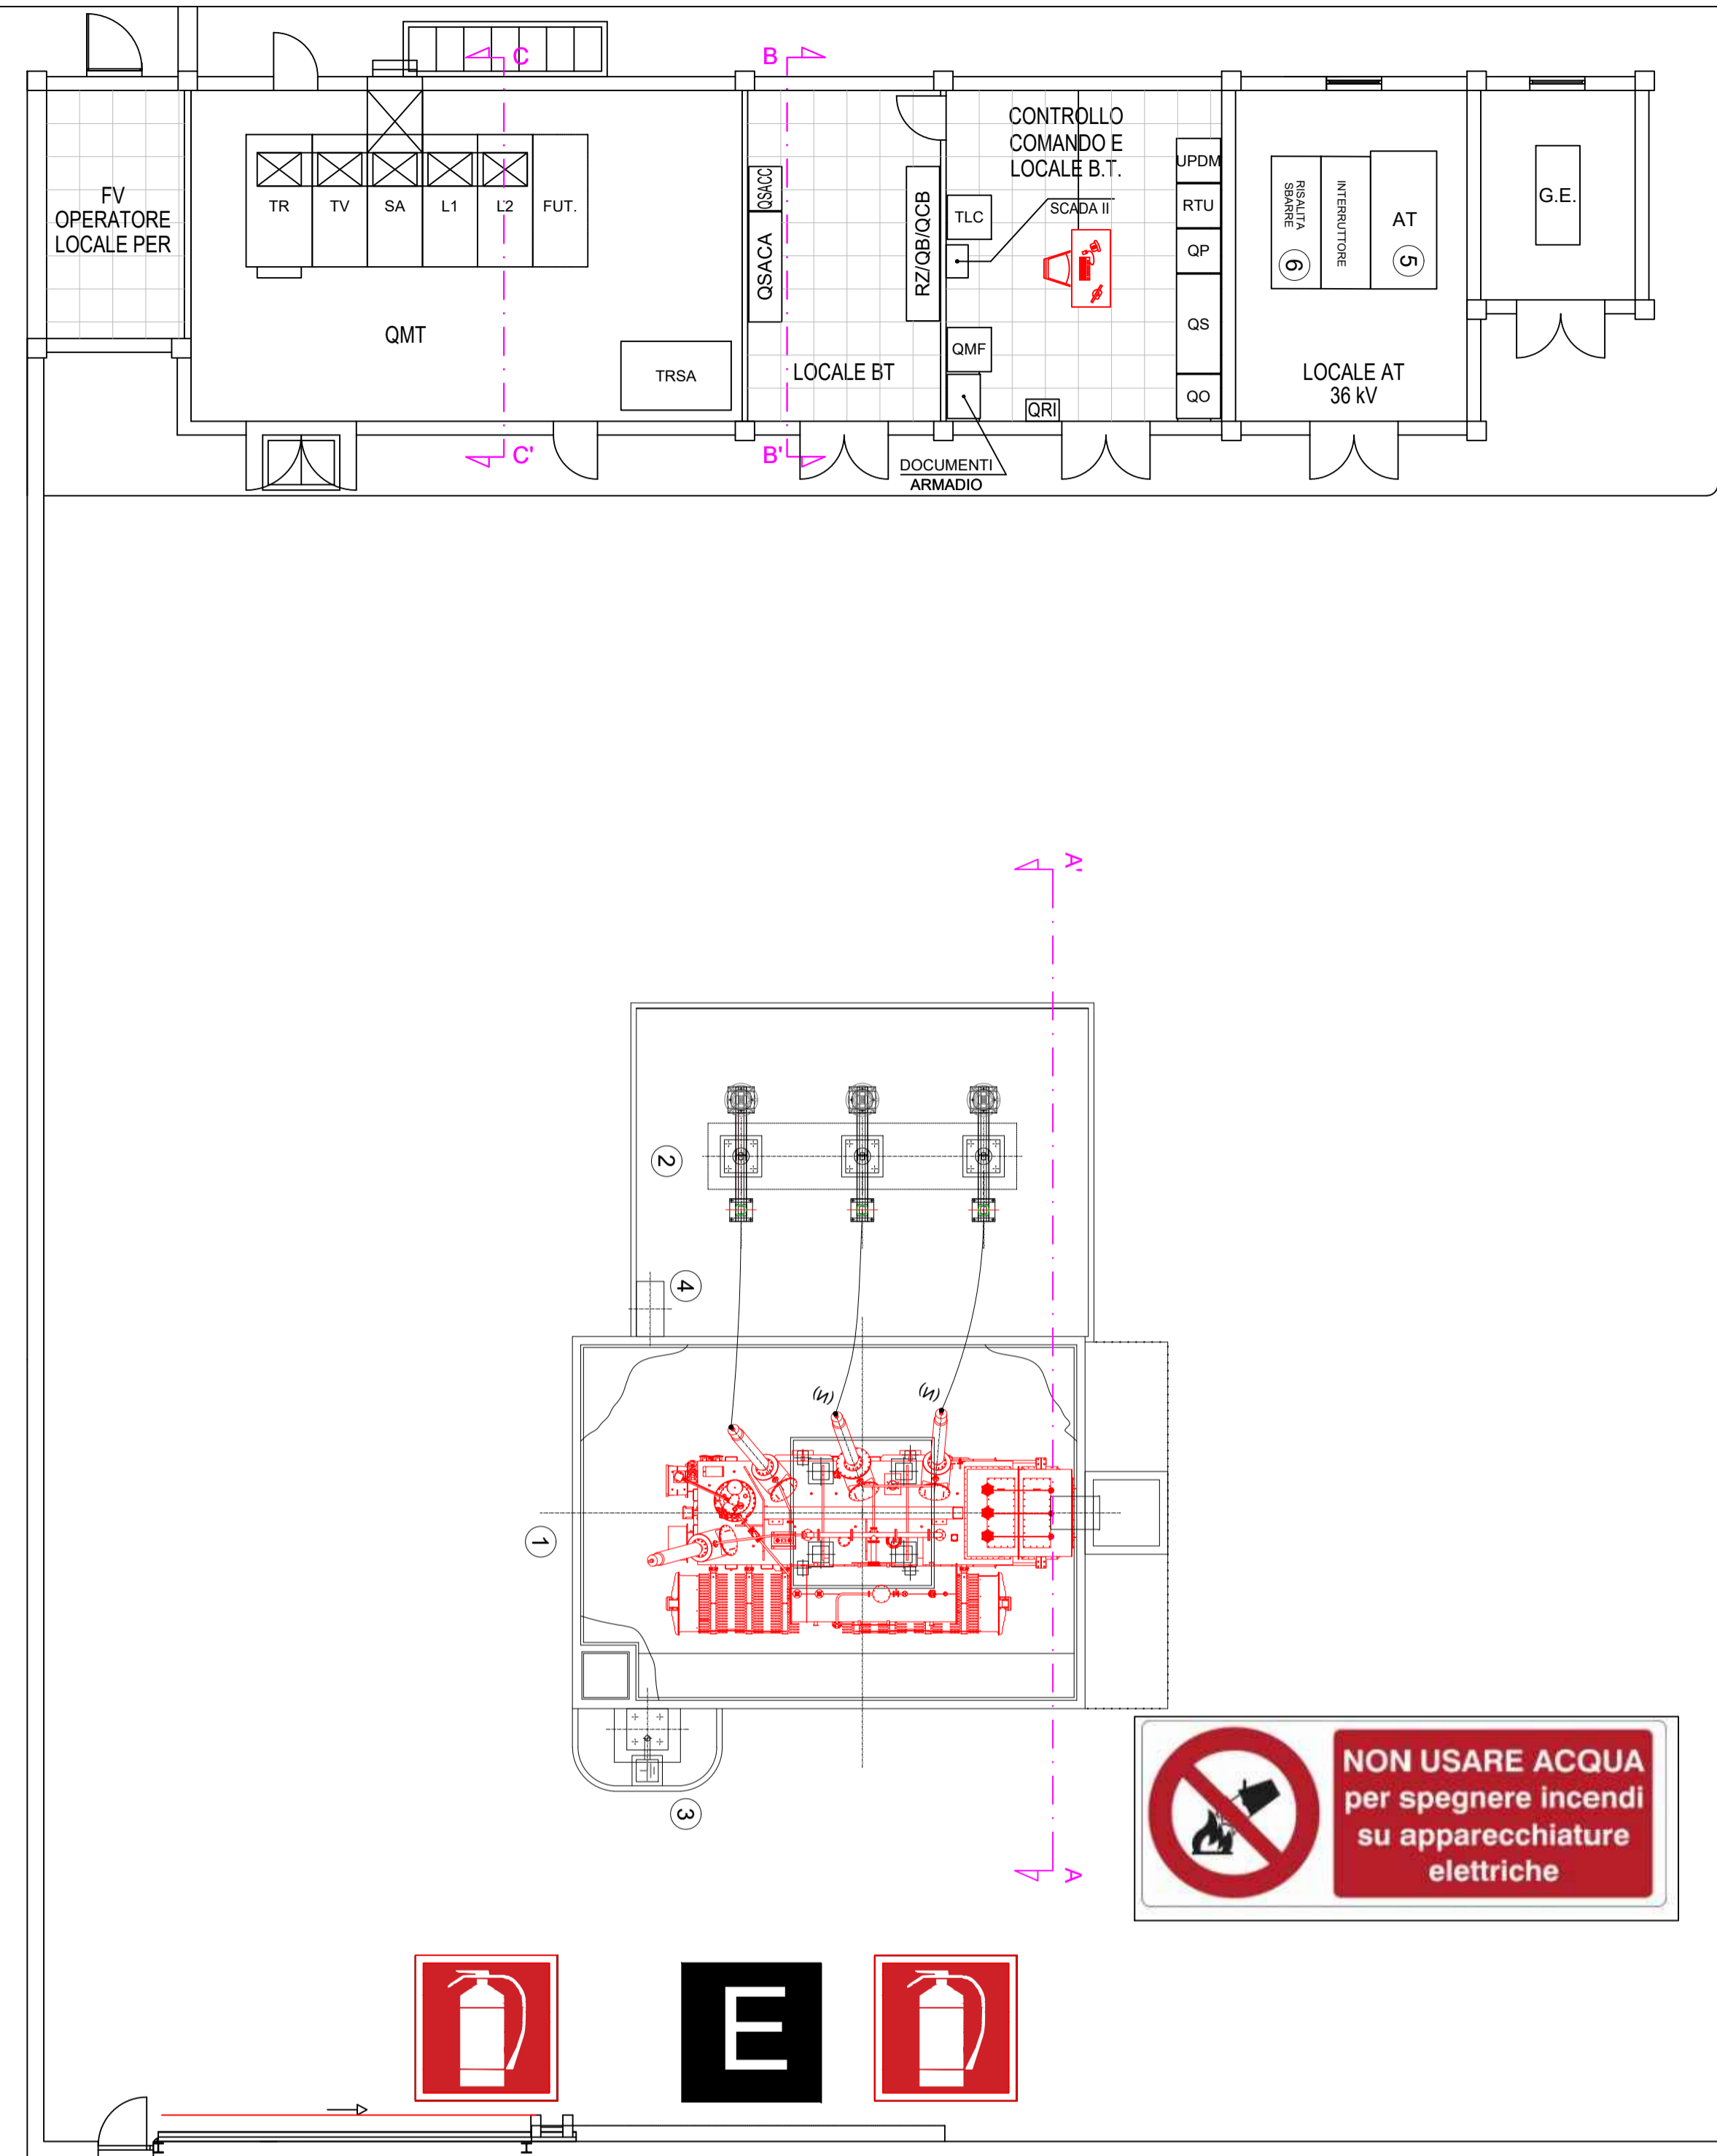 C
B
FV
OPERATORE
LOCALE PER
TR
TV
SA
L1
L2
FUT.
QMT
TRSA
C'
QSACC
QSACA
LOCALE BT
B'
RZ/QB/QCB
CONTROLLO
COMANDO E
LOCALE B.T.
TLC
SCADA II
QMF
QRI
DOCUMENTI
ARMADIO
UPDM
RTU
QP
QS
QO
RISALITA
SBARRE
6
INTERRUTTORE
AT
5
LOCALE AT
36 kV
G.E.
A'
2
4
(N)
(N)
1
3
A
NON USARE ACQUA
per spegnere incendi
su apparecchiature
elettriche
E